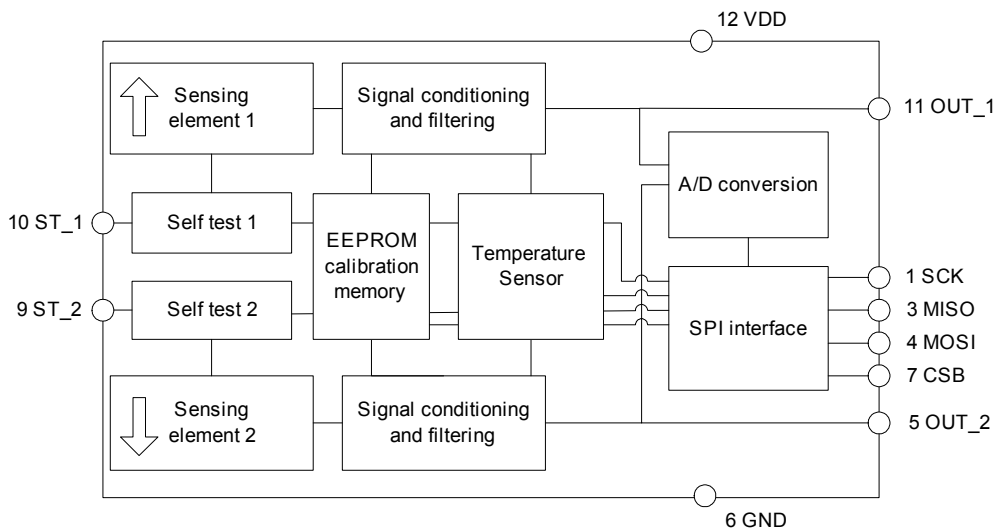 12 VDD
Sensing
element 1
Signal conditioning
and filtering
11 OUT_1
A/D conversion
10 ST_1
Self test 1
EEPROM
calibration
memory
Temperature
Sensor
9 ST_2
Self test 2
SPI interface
1 SCK
3 MISO
4 MOSI
7 CSB
Sensing
element 2
Signal conditioning
and filtering
5 OUT_2
6 GND